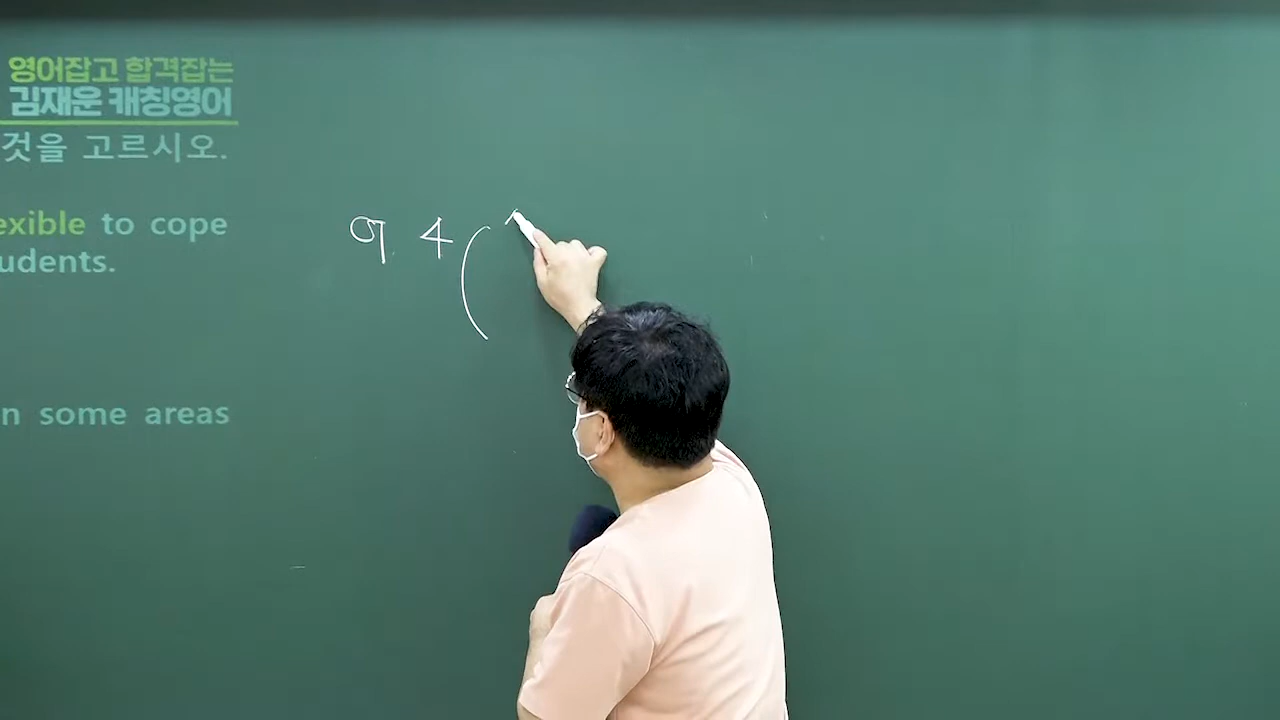 영어잡고 합격잡는
김재운 캐칭영어
것을 고르시오.
exible to cope
udents.
n some areas
역 4 (